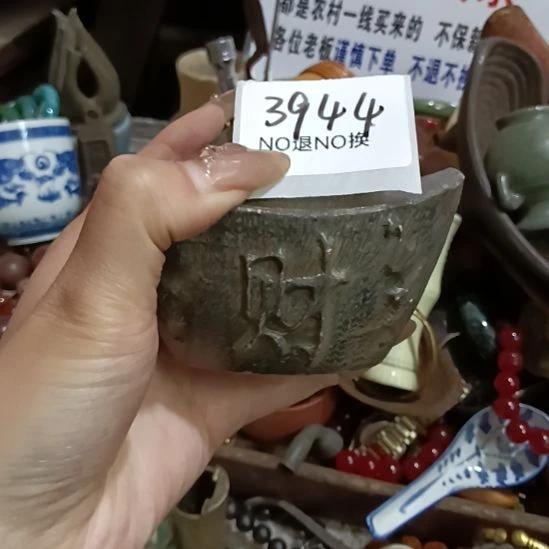 都是农村一线买来的 不保
各位老板谨慎下单 不退不换
3944
NO退NO换
财